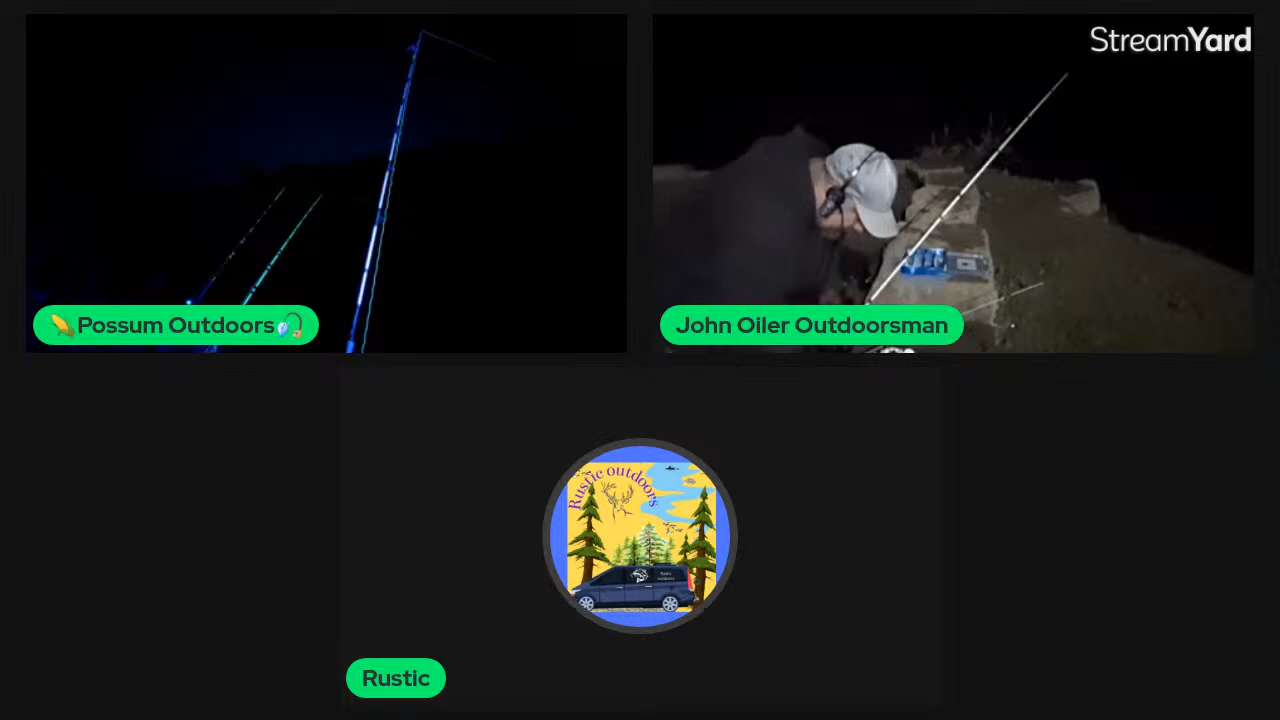 StreamYard
🌽Possum Outdoors🎣
John Oiler Outdoorsman
Rustic outdoors
Rustic